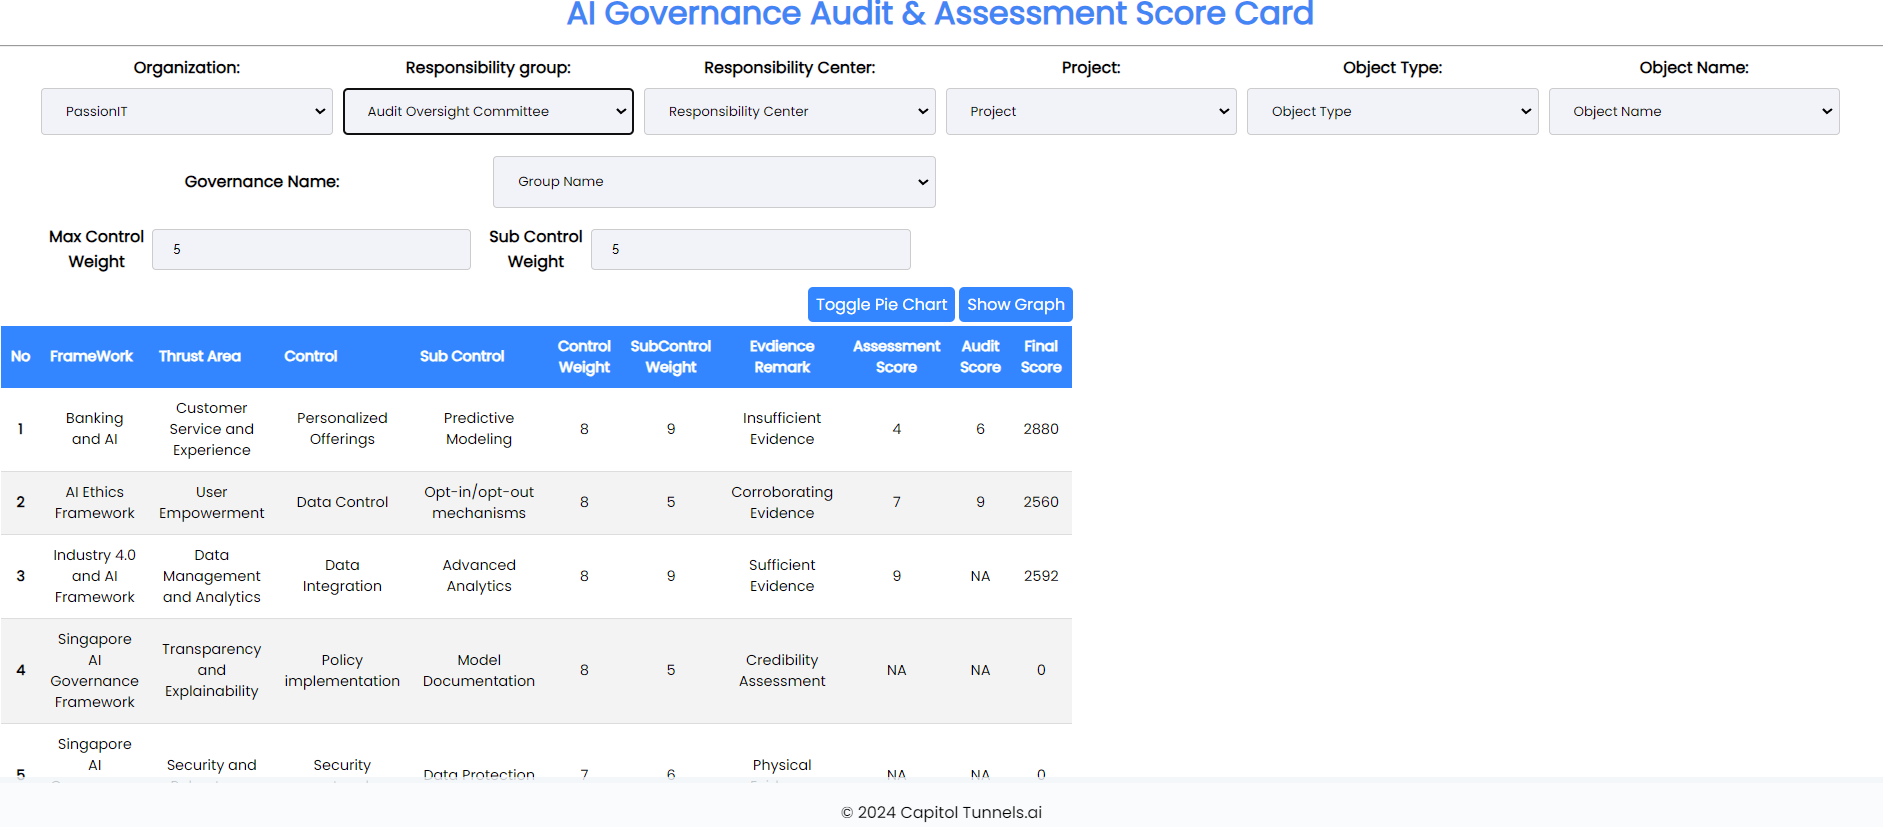 AI Governance Audit & Assessment Score Card
Organization: Responsibility group: Responsibility Center: Project: Object Type: Object Name:
PassionIT Audit Oversight Committee Responsibility Center Project Object Type Object Name
Governance Name: Group Name
Max Control Weight 5 Sub Control Weight 5
Toggle Pie Chart Show Graph
No FrameWork Thrust Area Control Sub Control Control Weight SubControl Weight Evdience Remark Assessment Score Audit Score Final Score
1 Banking and AI Customer Service and Experience Personalized Offerings Predictive Modeling 8 9 Insufficient Evidence 4 6 2880
2 AI Ethics Framework User Empowerment Data Control Opt-in/opt-out mechanisms 8 5 Corroborating Evidence 7 9 2560
3 Industry 4.0 and AI Framework Data Management and Analytics Data Integration Advanced Analytics 8 9 Sufficient Evidence 9 NA 2592
4 Singapore AI Governance Framework Transparency and Explainability Policy implementation Model Documentation 8 5 Credibility Assessment NA NA 0
5 Singapore AI Security and Security Data Protection 7 6 Physical NA NA 0
© 2024 Capitol Tunnels.ai